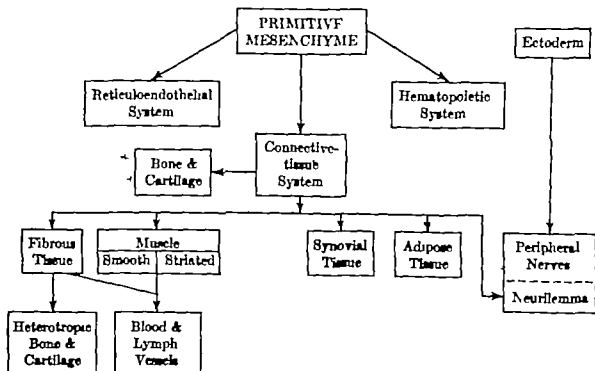 PRIMITIVE
MESENCHYME
Ectoderm
Reticuloendothelial
System
Hematopoietic
System
Connective-
tissue
System
Bone &
Cartilage
Fibrous
Tissue
Muscle
Smooth Striated
Synovial
Tissue
Adipose
Tissue
Peripheral
Nerves
Neurilemma
Heterotropic
Bone &
Cartilage
Blood &
Lymph
Vessels